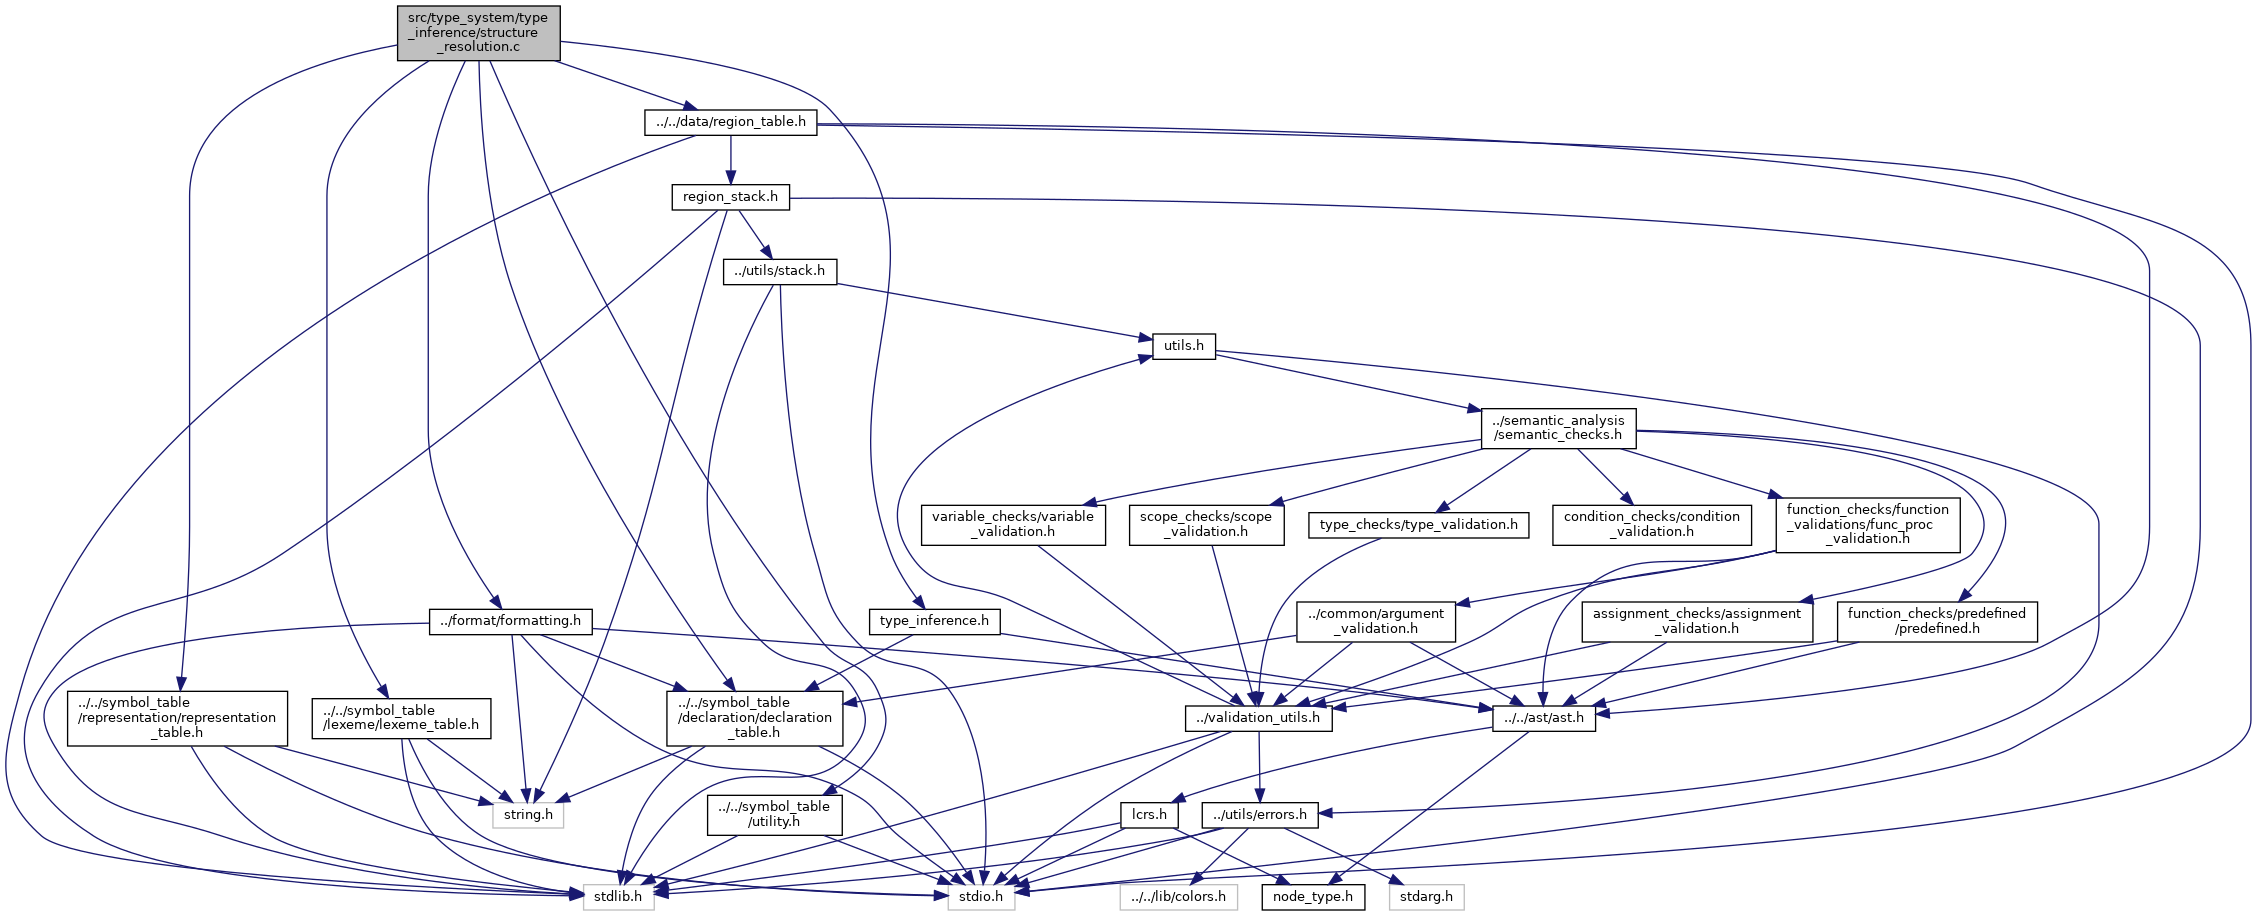 src/type_system/type
_inference/structure
_resolution.c
../../data/region_table.h
region_stack.h
../utils/stack.h
utils.h
../semantic_analysis
/semantic_checks.h
variable_checks/variable
_validation.h
scope_checks/scope
_validation.h
type_checks/type_validation.h
condition_checks/condition
_validation.h
function_checks/function
_validations/func_proc
_validation.h
../format/formatting.h
type_inference.h
../common/argument
_validation.h
assignment_checks/assignment
_validation.h
function_checks/predefined
/predefined.h
../../symbol_table
/representation/representation
_table.h
../../symbol_table
/lexeme/lexeme_table.h
../../symbol_table
/declaration/declaration
_table.h
../validation_utils.h
../../ast/ast.h
string.h
../../symbol_table
/utility.h
lcrs.h
../utils/errors.h
stdlib.h
stdio.h
../../lib/colors.h
node_type.h
stdarg.h